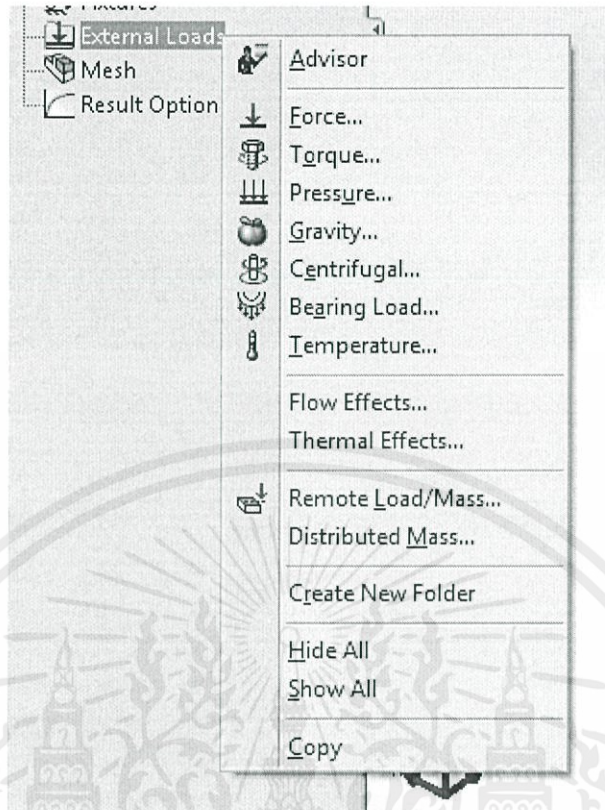 Fixtures
External Loads
Mesh
Result Option
Advisor
Force...
Torque...
Pressure...
Gravity...
Centrifugal...
Bearing Load...
Temperature...
Flow Effects...
Thermal Effects...
Remote Load/Mass...
Distributed Mass...
Create New Folder
Hide All
Show All
Copy